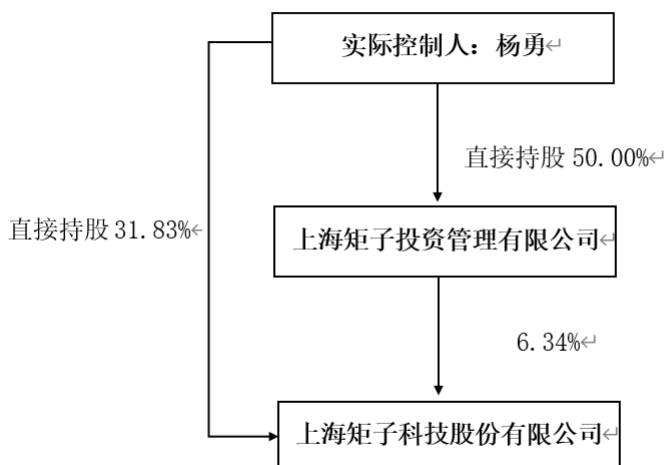 实际控制人：杨勇↵
直接持股 50.00%↵
直接持股 31.83%↵
上海矩子投资管理有限公司↵
6.34%↵
上海矩子科技股份有限公司↵